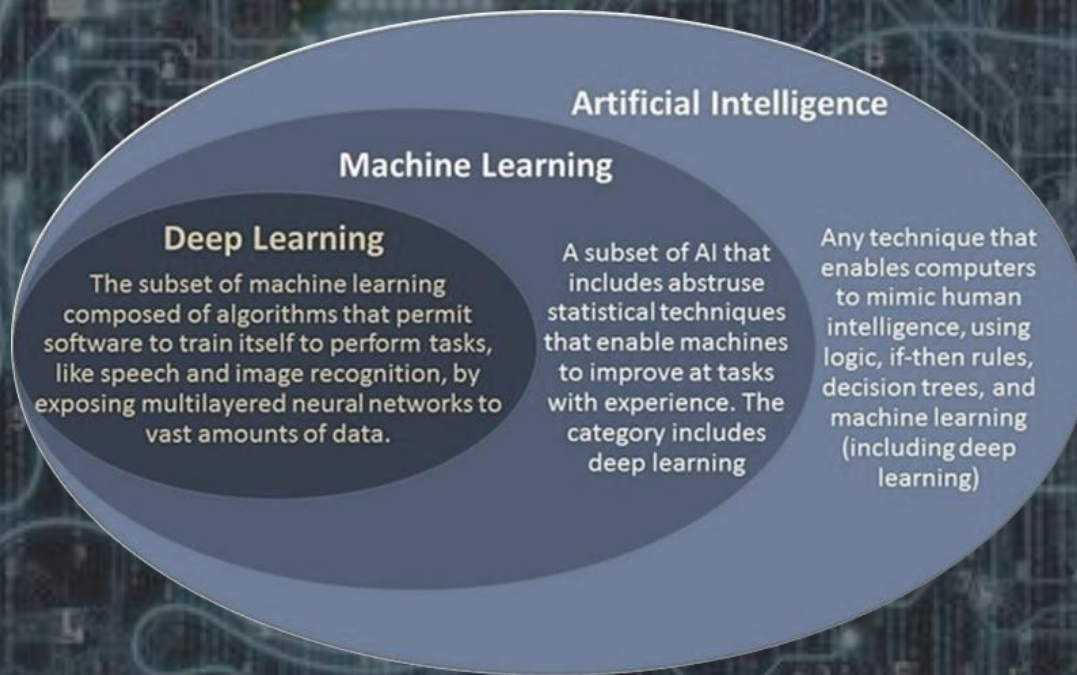 Artificial Intelligence
Machine Learning
Deep Learning
The subset of machine learning
composed of algorithms that permit
software to train itself to perform tasks,
like speech and image recognition, by
exposing multilayered neural networks to
vast amounts of data.
A subset of AI that
includes abstruse
statistical techniques
that enable machines
to improve at tasks
with experience. The
category includes
deep learning
Any technique that
enables computers
to mimic human
intelligence, using
logic, if-then rules,
decision trees, and
machine learning
(including deep
learning)